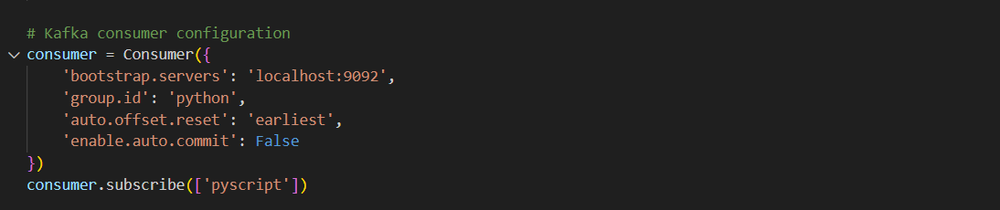 # Kafka consumer configuration
consumer = Consumer({
    'bootstrap.servers': 'localhost:9092',
    'group.id': 'python',
    'auto.offset.reset': 'earliest',
    'enable.auto.commit': False
})
consumer.subscribe(['pyscript'])